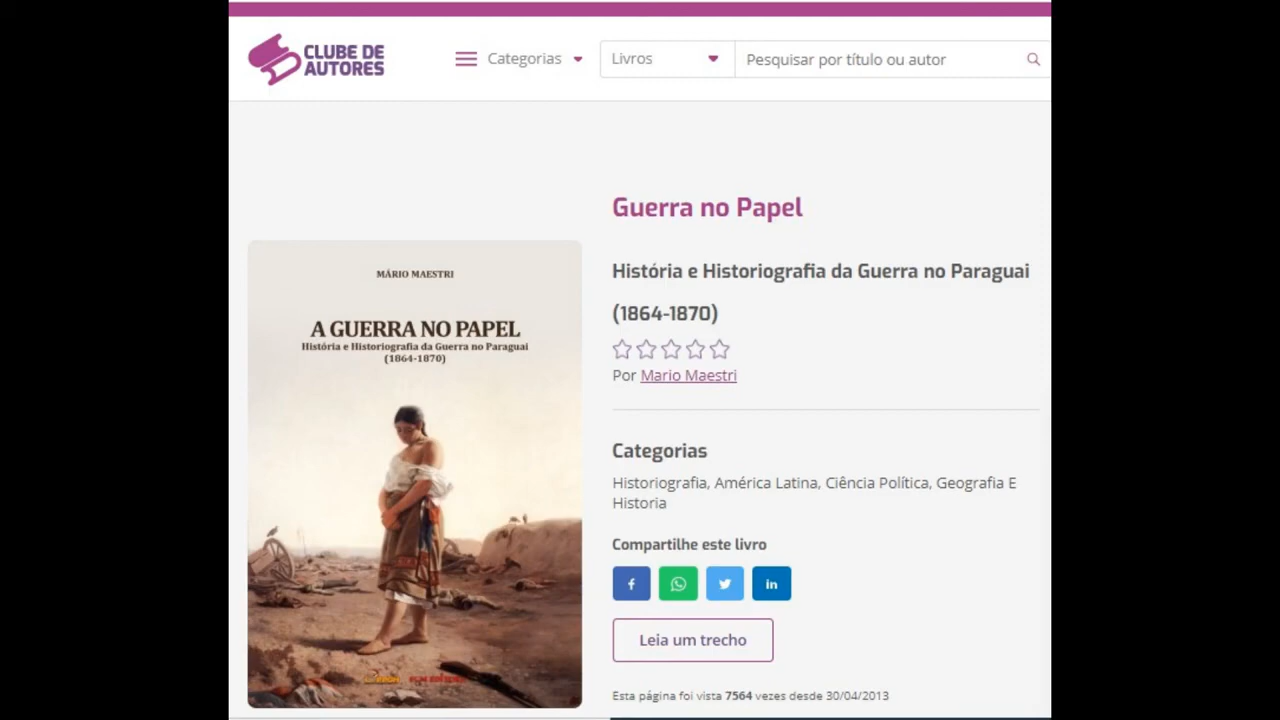 CLUBE DE
AUTORES
Categorias
Livros
Pesquisar por título ou autor
MÁRIO MAESTRI
A GUERRA NO PAPEL
História e Historiografia da Guerra no Paraguai
(1864-1870)
Guerra no Papel
História e Historiografia da Guerra no Paraguai
(1864-1870)
Por Mario Maestri
Categorias
Historiografia, América Latina, Ciência Política, Geografia E
Historia
Compartilhe este livro
f
in
Leia um trecho
Esta página foi vista 7564 vezes desde 30/04/2013